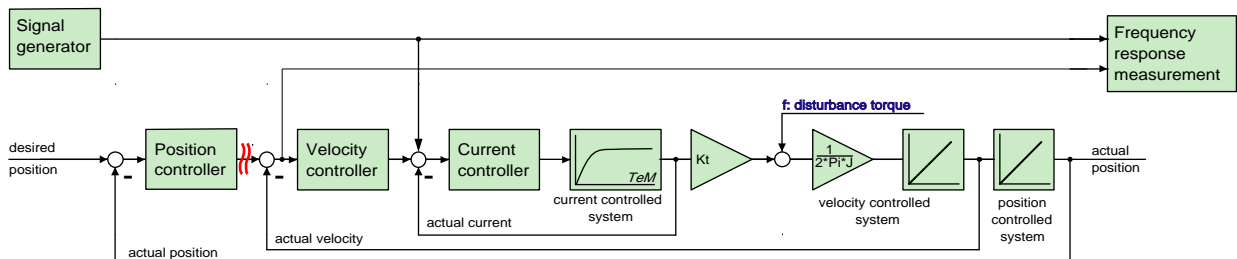 Signal
generator
Frequency
response
measurement
f: disturbance torque
desired
position
Position
controller
Velocity
controller
Current
controller
TeM
current controlled
system
Kt
1
2*Pi*J
velocity controlled
system
position
controlled
system
actual
position
-
-
-
actual current
actual velocity
actual position